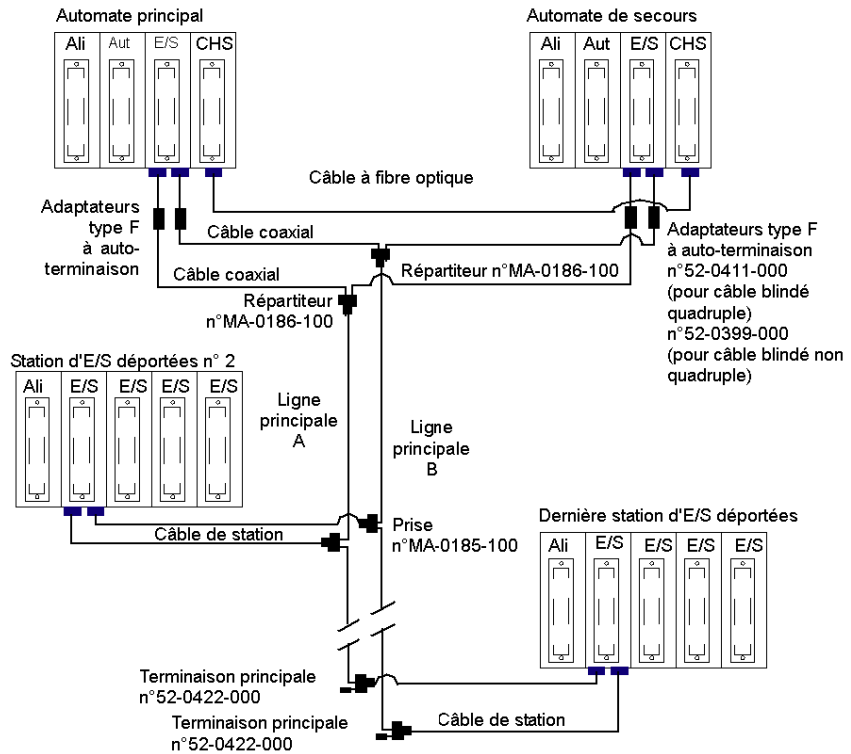 Automate principal
Automate de secours
Ali Aut E/S CHS
Ali Aut E/S CHS
Câble à fibre optique
Adaptateurs
type F
à auto-
terminaison
Câble coaxial
Câble coaxial
Répartiteur n°MA-0186-100
Répartiteur
n°MA-0186-100
Adaptateurs type F
à auto-terminaison
n°52-0411-000
(pour câble blindé
quadruple)
n°52-0399-000
(pour câble blindé non
quadruple)
Station d'E/S déportées n° 2
Ali E/S E/S E/S E/S
Ligne
principale
A
Ligne
principale
B
Câble de station
Prise
n°MA-0185-100
Dernière station d'E/S déportées
Ali E/S E/S E/S E/S
Terminaison principale
n°52-0422-000
Terminaison principale
n°52-0422-000
Câble de station